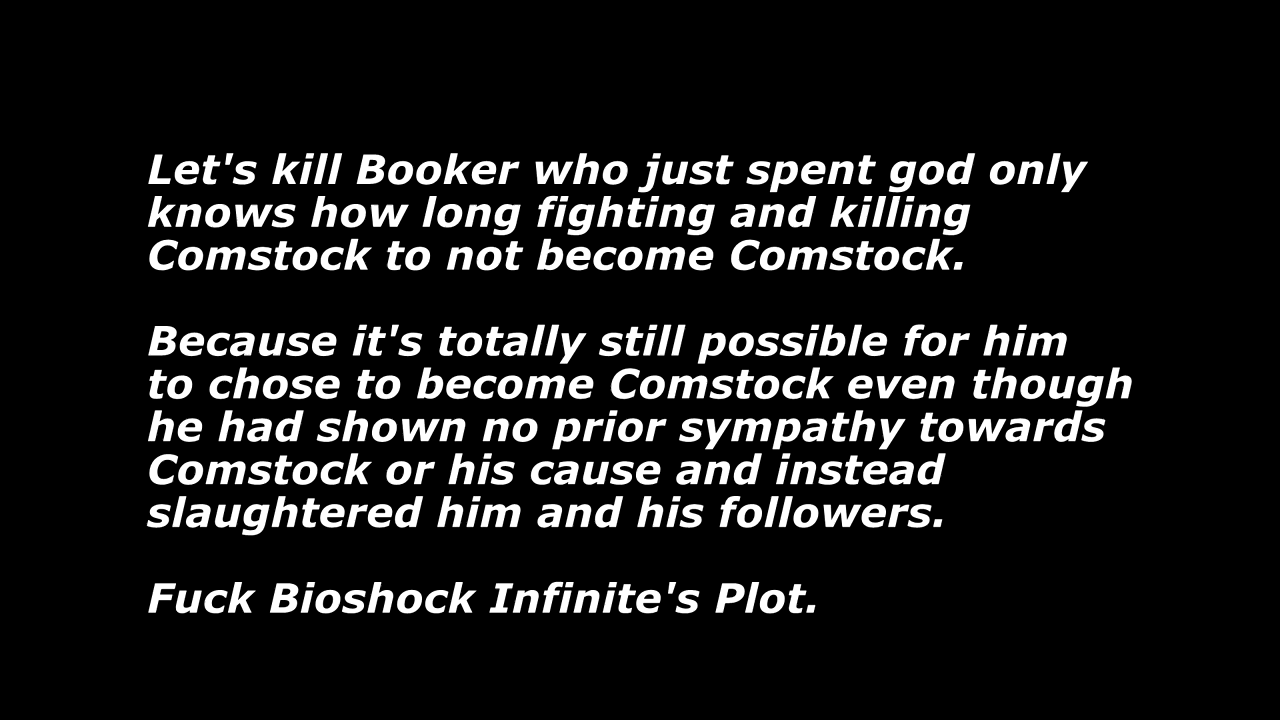 Let's kill Booker who just spent god only
knows how long fighting and killing
Comstock to not become Comstock.
Because it's totally still possible for him
to chose to become Comstock even though
he had shown no prior sympathy towards
Comstock or his cause and instead
slaughtered him and his followers.
Fuck Bioshock Infinite's Plot.